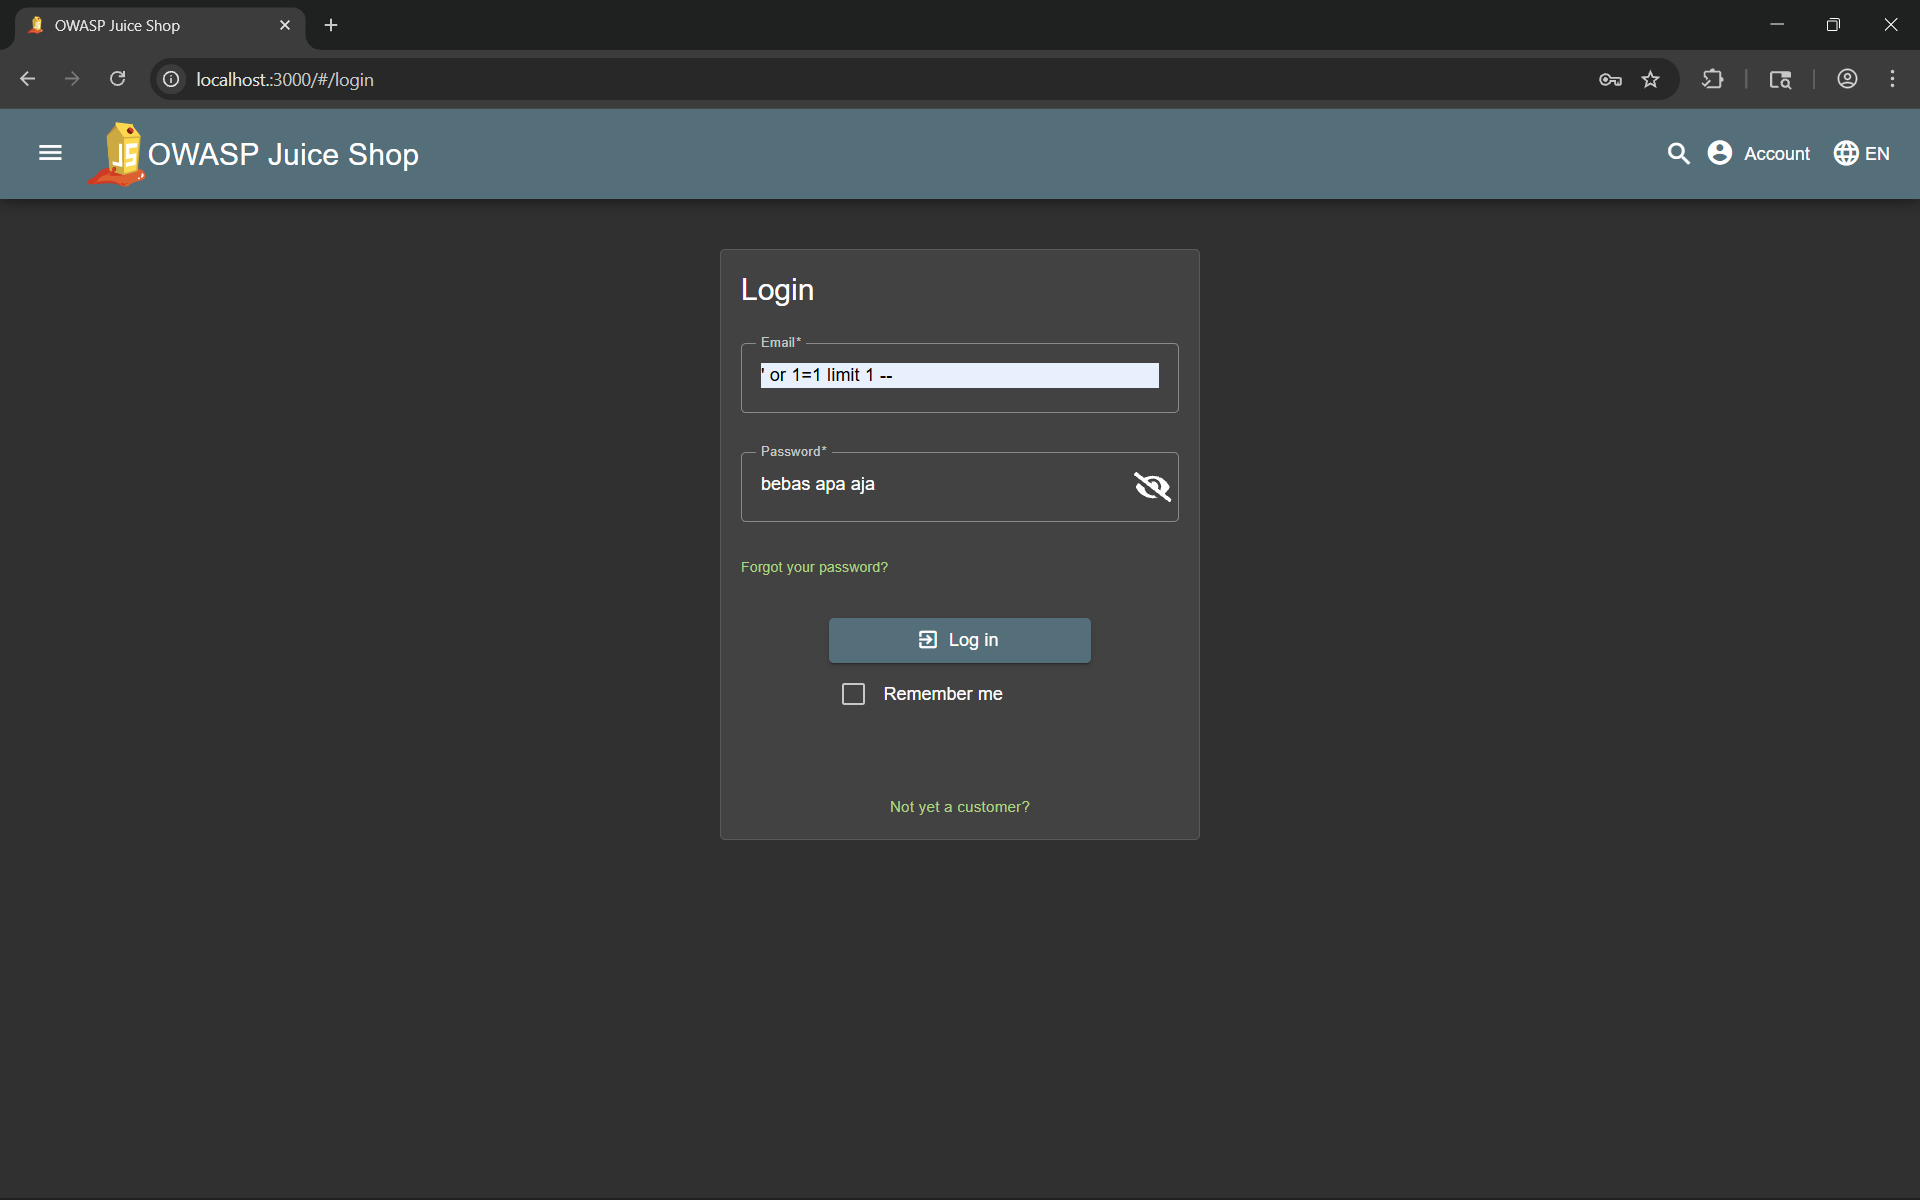 OWASP Juice Shop
localhost:3000/#/login
JS
OWASP Juice Shop
Account
EN
Login
Email*
' or 1=1 limit 1 --
Password*
bebas apa aja
Forgot your password?
Log in
Remember me
Not yet a customer?